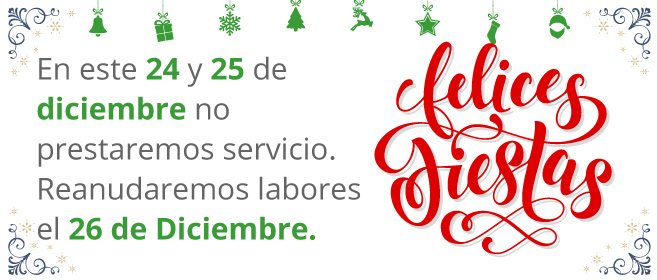 En este 24 y 25 de
diciembre no
prestaremos servicio.
Reanudaremos labores
el 26 de Diciembre.
felices
Fiestas